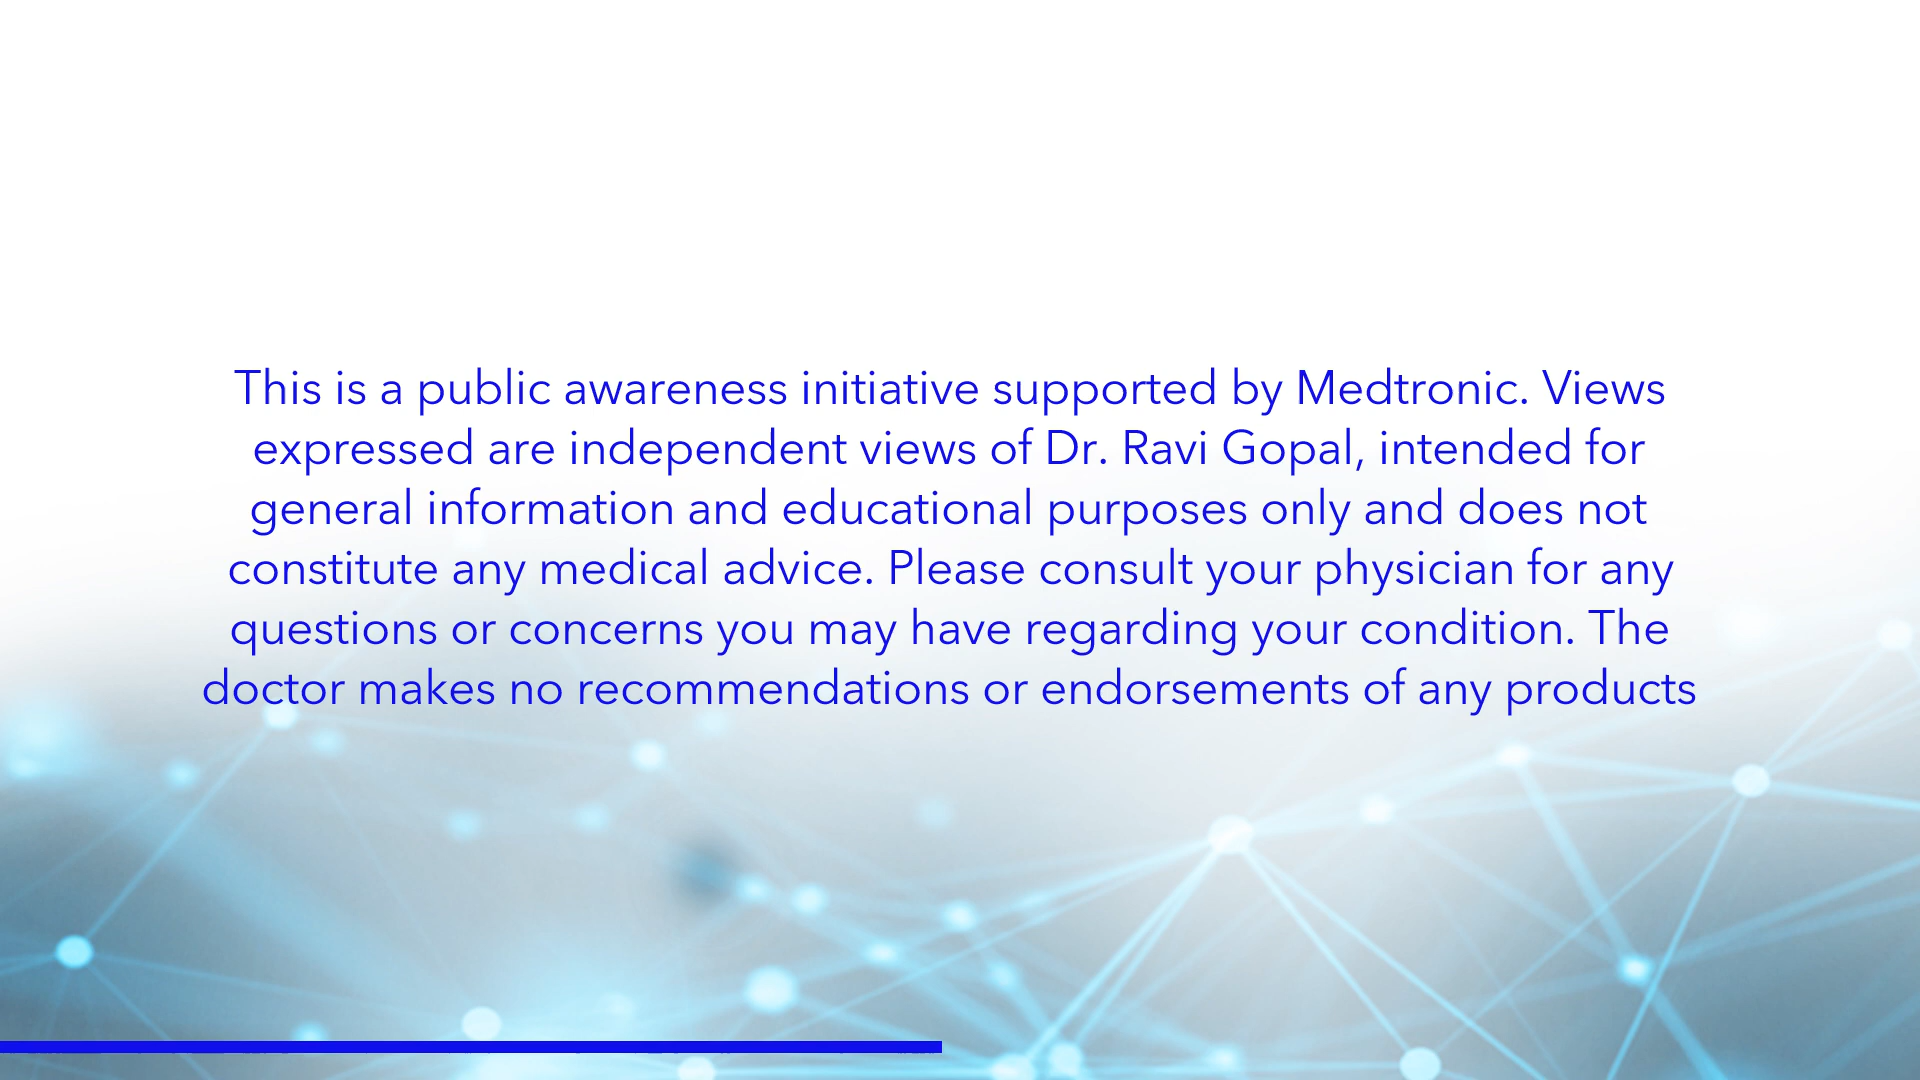 This is a public awareness initiative supported by Medtronic. Views
expressed are independent views of Dr. Ravi Gopal, intended for
general information and educational purposes only and does not
constitute any medical advice. Please consult your physician for any
questions or concerns you may have regarding your condition. The
doctor makes no recommendations or endorsements of any products